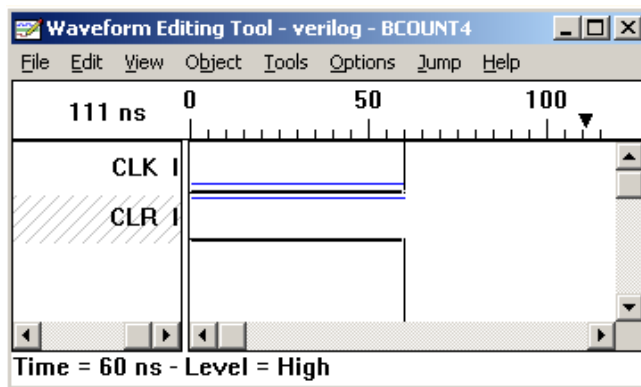 Waveform Editing Tool - verilog - BCOUNT4
File Edit View Object Tools Options Jump Help
111 ns 0 50 100
CLK I
CLR I
Time = 60 ns - Level = High